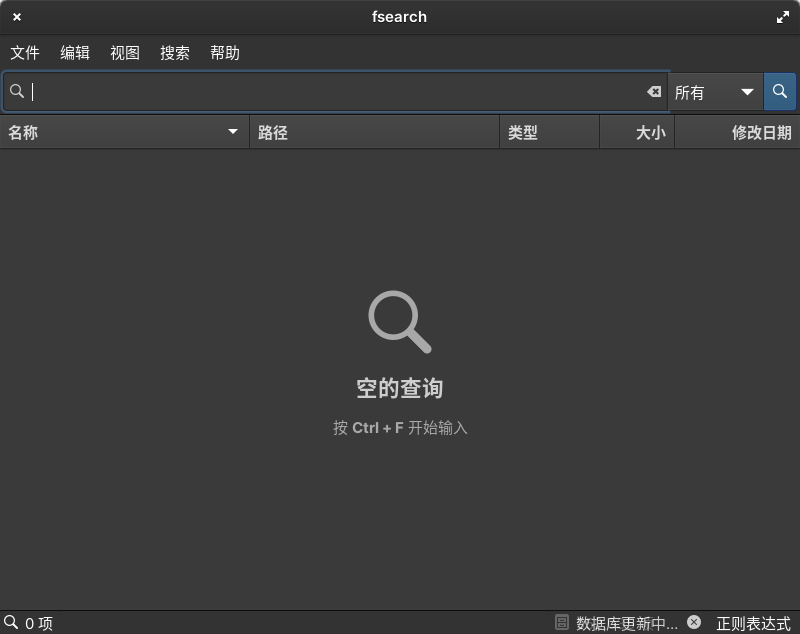 fsearch
文件 编辑 视图 搜索 帮助
所有
名称 路径 类型 大小 修改日期
空的查询
按 Ctrl + F 开始输入
0 项 数据库更新中... 正则表达式